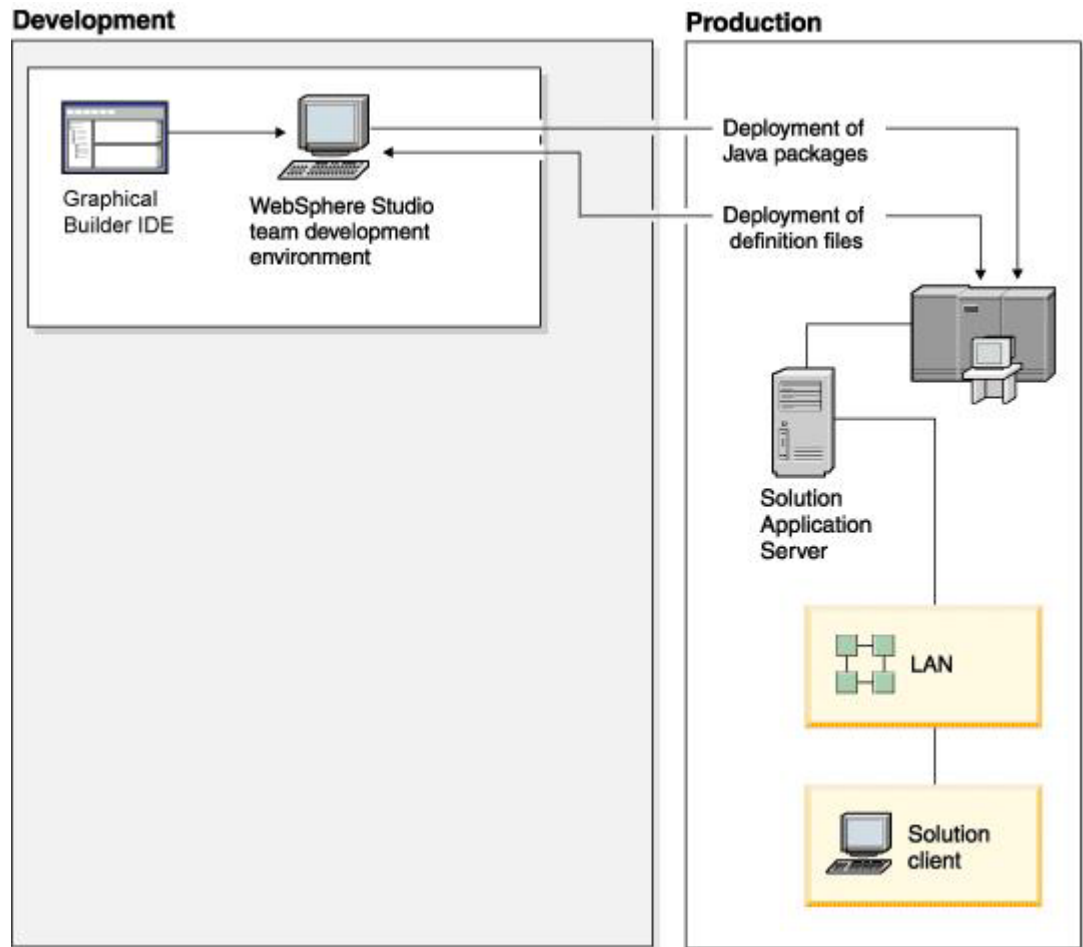 Development
Production
Graphical
Builder IDE
WebSphere Studio
team development
environment
Deployment of
Java packages
Deployment of
definition files
Solution
Application
Server
LAN
Solution
client